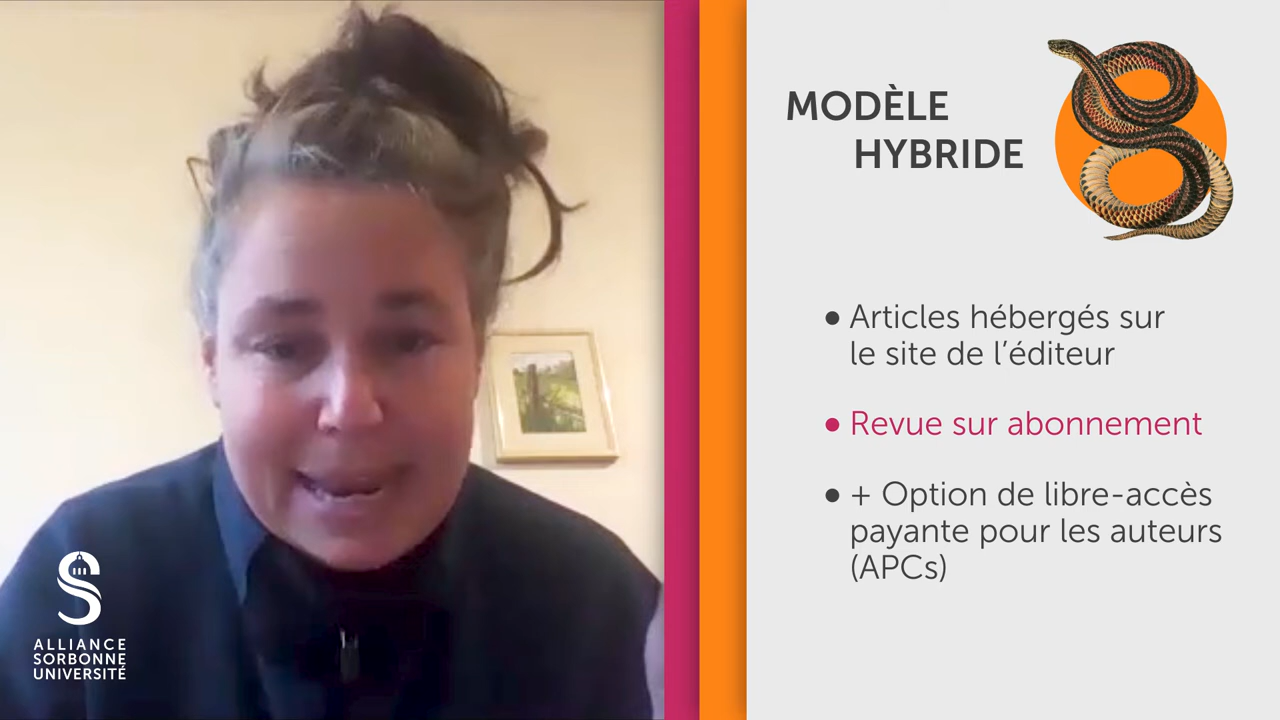 MODÈLE
HYBRIDE
● Articles hébergés sur
le site de l’éditeur
● Revue sur abonnement
● + Option de libre-accès
payante pour les auteurs
(APCs)
ALLIANCE
SORBONNE
UNIVERSITÉ